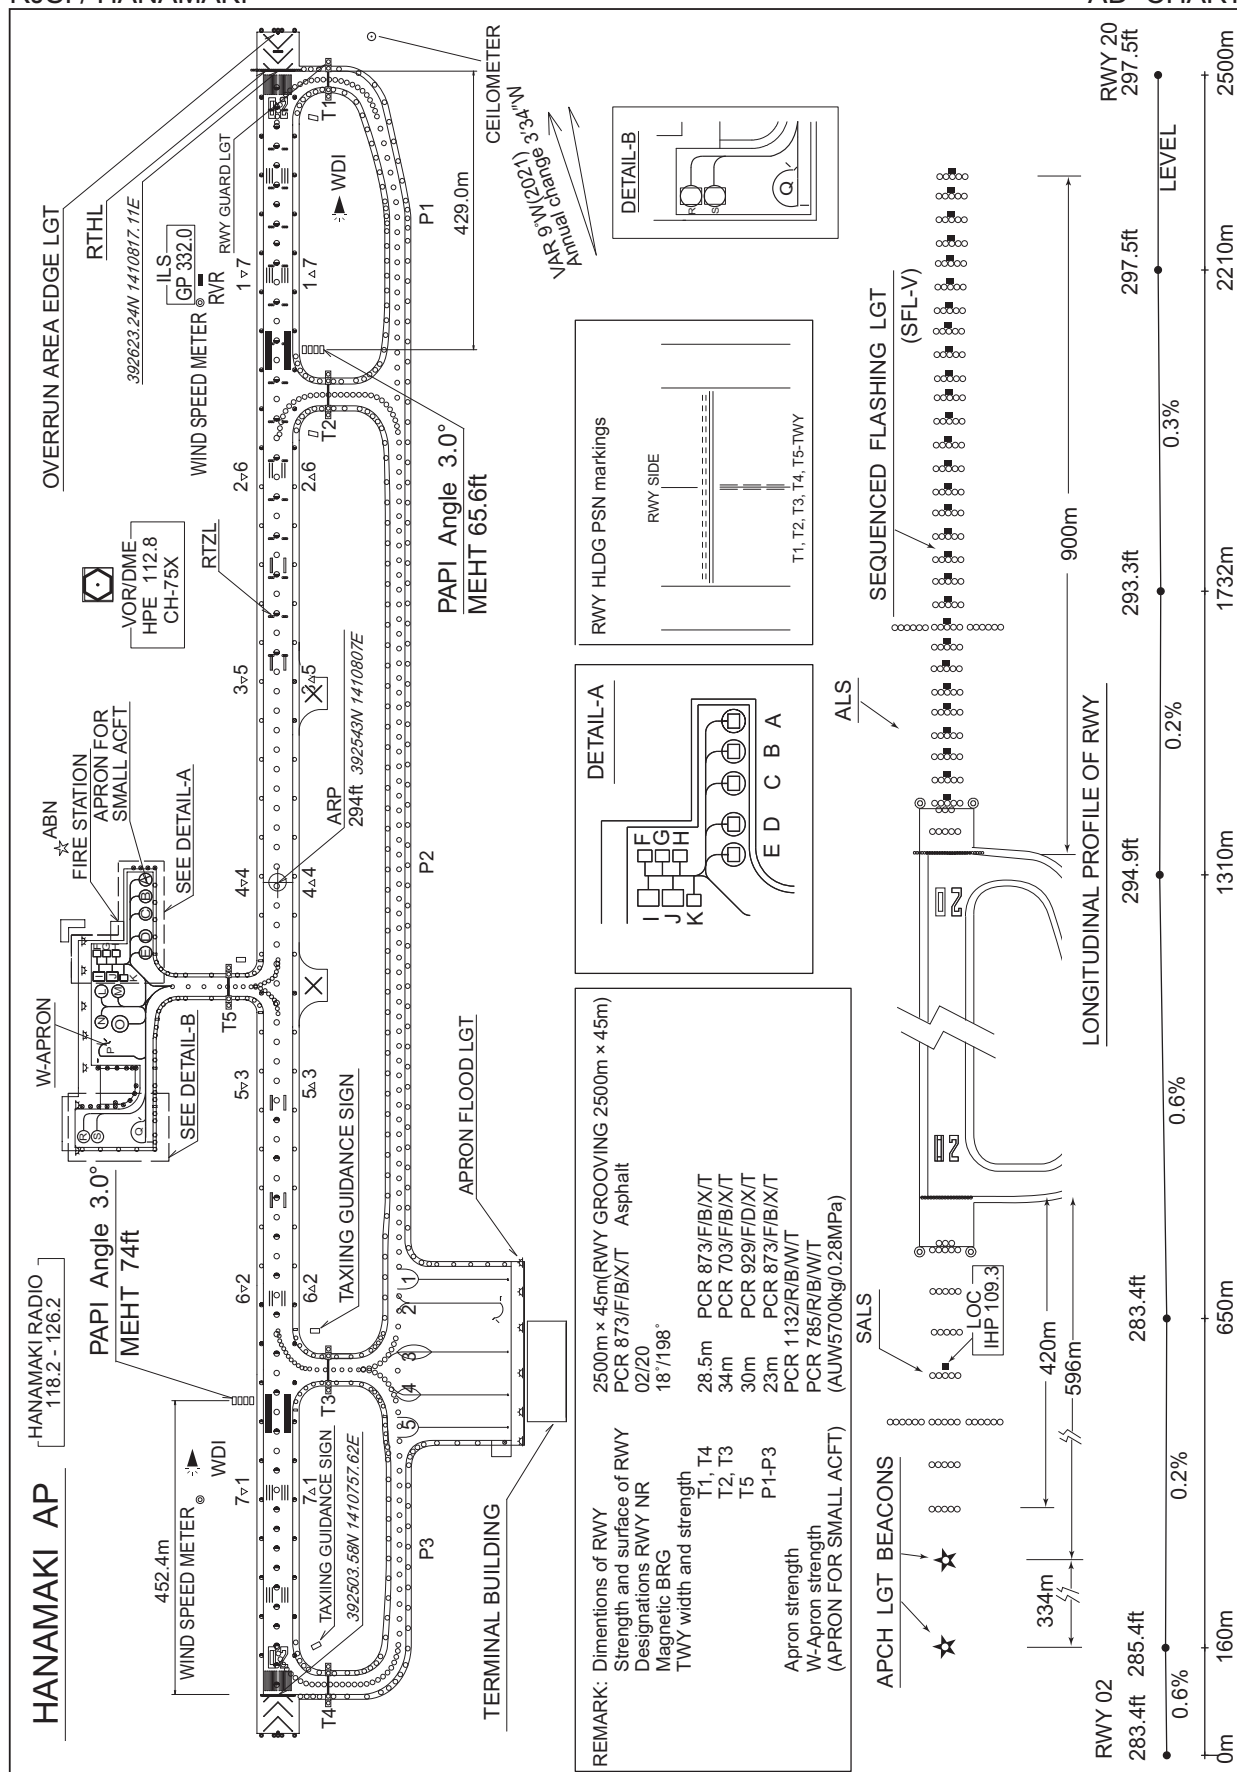 RJSI / HANAMAKI
AD CHART
HANAMAKI AP
HANAMAKI RADIO
118.2 - 126.2
PAPI Angle 3.0°
MEHT 74ft
452.4m
WIND SPEED METER
WDI
W-APRON
SEE DETAIL-B
ABN
FIRE STATION
APRON FOR
SMALL ACFT
SEE DETAIL-A
VOR/DME
HPE 112.8
CH-75X
RTZL
OVERRUN AREA EDGE LGT
RTHL
392623.24N 1410817.11E
ILS
GP 332.0
WIND SPEED METER
RVR
RWY GUARD LGT
R
S
Q
P
N
O
L
M
I
J
K
F
G
H
E
D
C
B
A
T5
7▽1
6▽2
5▽3
4▽4
3▽5
2▽6
1▽7
7△1
6△2
5△3
4△4
3△5
2△6
1△7
02
20
TAXIING GUIDANCE SIGN
392503.58N 1410757.62E
TAXIING GUIDANCE SIGN
ARP
294ft 392543N 1410807E
WDI
T4
T3
T2
T1
P3
P2
P1
CEILOMETER
429.0m
PAPI Angle 3.0°
MEHT 65.6ft
5
4
3
2
1
APRON FLOOD LGT
TERMINAL BUILDING
VAR 9°W(2021)
Annual change 3'34"W
REMARK: Dimentions of RWY 2500m × 45m(RWY GROOVING 2500m × 45m)
Strength and surface of RWY PCR 873/F/B/X/T Asphalt
Designations RWY NR 02/20
Magnetic BRG 18°/198°
TWY width and strength
T1, T4 28.5m PCR 873/F/B/X/T
T2, T3 34m PCR 703/F/B/X/T
T5 30m PCR 929/F/D/X/T
P1-P3 23m PCR 873/F/B/X/T
Apron strength PCR 1132/R/B/W/T
W-Apron strength PCR 785/R/B/W/T
(APRON FOR SMALL ACFT) (AUW5700kg/0.28MPa)
DETAIL-A
I
J
K
F
G
H
E D C B A
RWY HLDG PSN markings
RWY SIDE
T1, T2, T3, T4, T5-TWY
DETAIL-B
R
S
Q
APCH LGT BEACONS
SALS
LOC
IHP 109.3
334m
420m
596m
02
20
ALS
SEQUENCED FLASHING LGT
(SFL-V)
900m
LONGITUDINAL PROFILE OF RWY
RWY 02
RWY 20
283.4ft
285.4ft
283.4ft
294.9ft
293.3ft
297.5ft
297.5ft
LEVEL
0.6%
0.2%
0.6%
0.2%
0.3%
0m
160m
650m
1310m
1732m
2210m
2500m